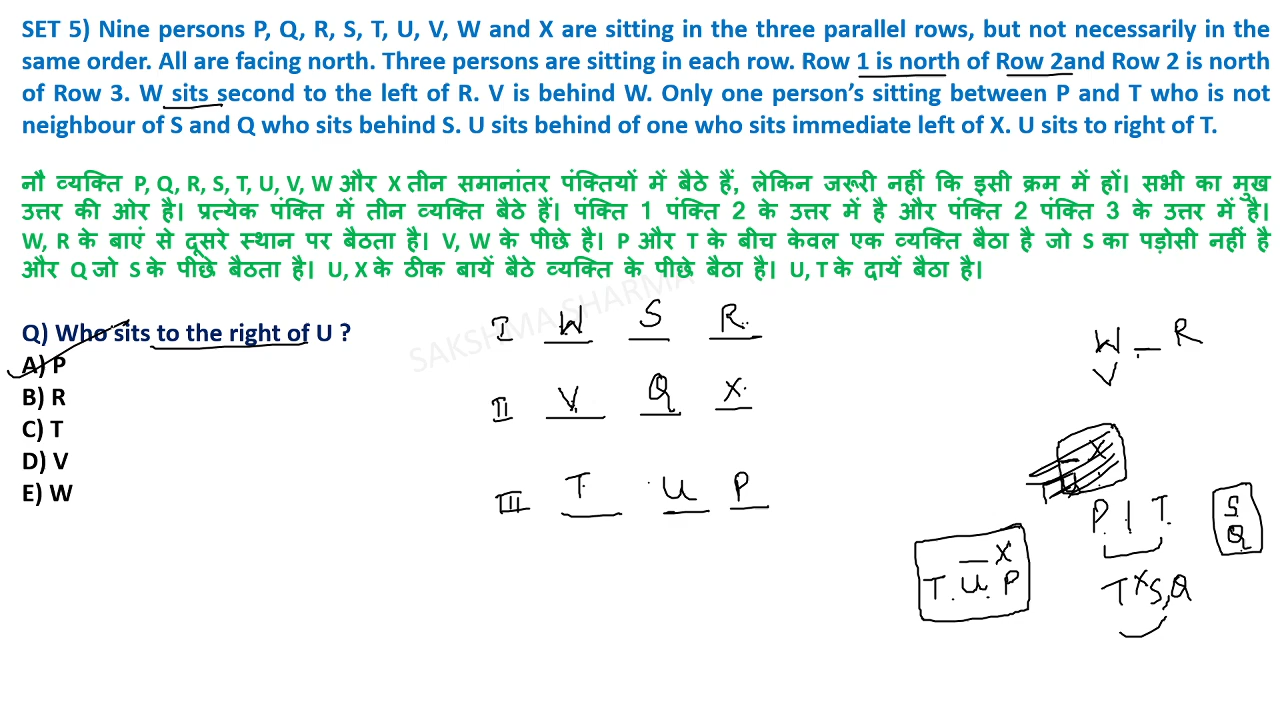 SET 5) Nine persons P, Q, R, S, T, U, V, W and X are sitting in the three parallel rows, but not necessarily in the
same order. All are facing north. Three persons are sitting in each row. Row 1 is north of Row 2and Row 2 is north
of Row 3. W sits second to the left of R. V is behind W. Only one person’s sitting between P and T who is not
neighbour of S and Q who sits behind S. U sits behind of one who sits immediate left of X. U sits to right of T.
नौ व्यक्ति P, Q, R, S, T, U, V, W और X तीन समानांतर पंक्तियों में बैठे हैं, लेकिन जरूरी नहीं कि इसी क्रम में हों। सभी का मुख
उत्तर की ओर है। प्रत्येक पंक्ति में तीन व्यक्ति बैठे हैं। पंक्ति 1 पंक्ति 2 के उत्तर में है और पंक्ति 2 पंक्ति 3 के उत्तर में है।
W, R के बाएं से दूसरे स्थान पर बैठता है। V, W के पीछे है। P और T के बीच केवल एक व्यक्ति बैठा है जो S का पड़ोसी नहीं है
और Q जो S के पीछे बैठता है। U, X के ठीक बायें बैठे व्यक्ति के पीछे बैठा है। U, T के दायें बैठा है।
SAKSHMA SHARMA
Q) Who sits to the right of U ?
A) P
B) R
C) T
D) V
E) W
I W S R
II V Q X
III T U P
W _ R
V
X
P | T
S
Q
_ X
T U P
T x S, Q